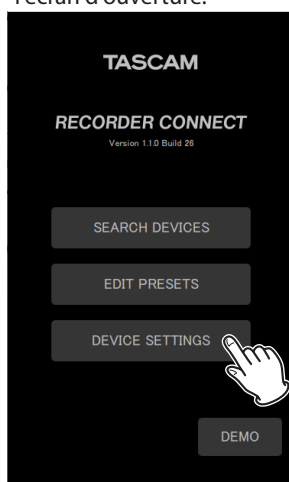 l'écran d'ouverture.
TASCAM
RECORDER CONNECT
Version 1.1.0 Build 26
SEARCH DEVICES
EDIT PRESETS
DEVICE SETTINGS
DEMO